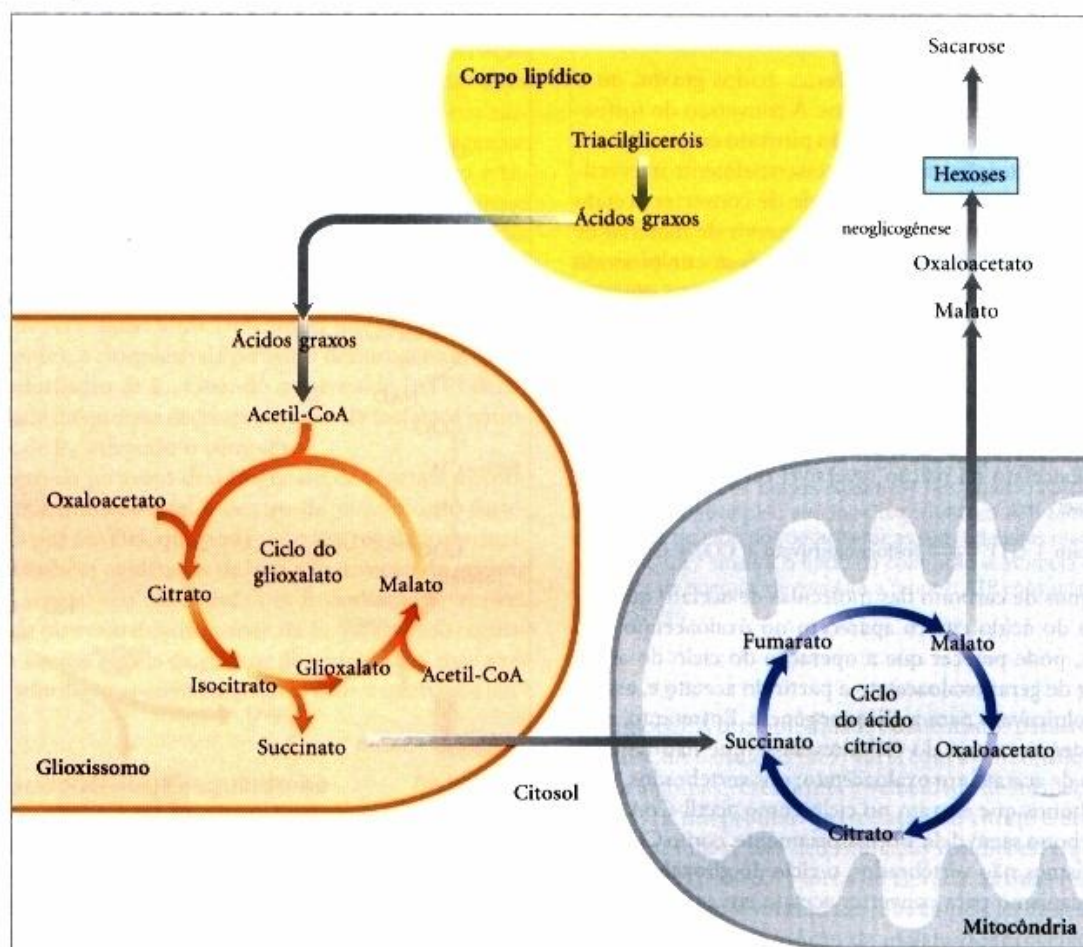 Sacarose
Corpo lipídico
Triacilgliceróis
Hexoses
Ácidos graxos
neoglicogênese
Oxaloacetato
Malato
Ácidos graxos
Acetil-CoA
Oxaloacetato
Ciclo do
glioxalato
Malato
Citrato
Glioxalato
Isocitrato
Acetil-CoA
Succinato
Glioxissomo
Citosol
Fumarato
Malato
Ciclo
do ácido
cítrico
Succinato
Oxaloacetato
Citrato
Mitocôndria